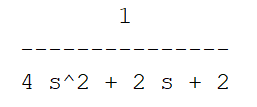 1
---------------
4 s^2 + 2 s + 2